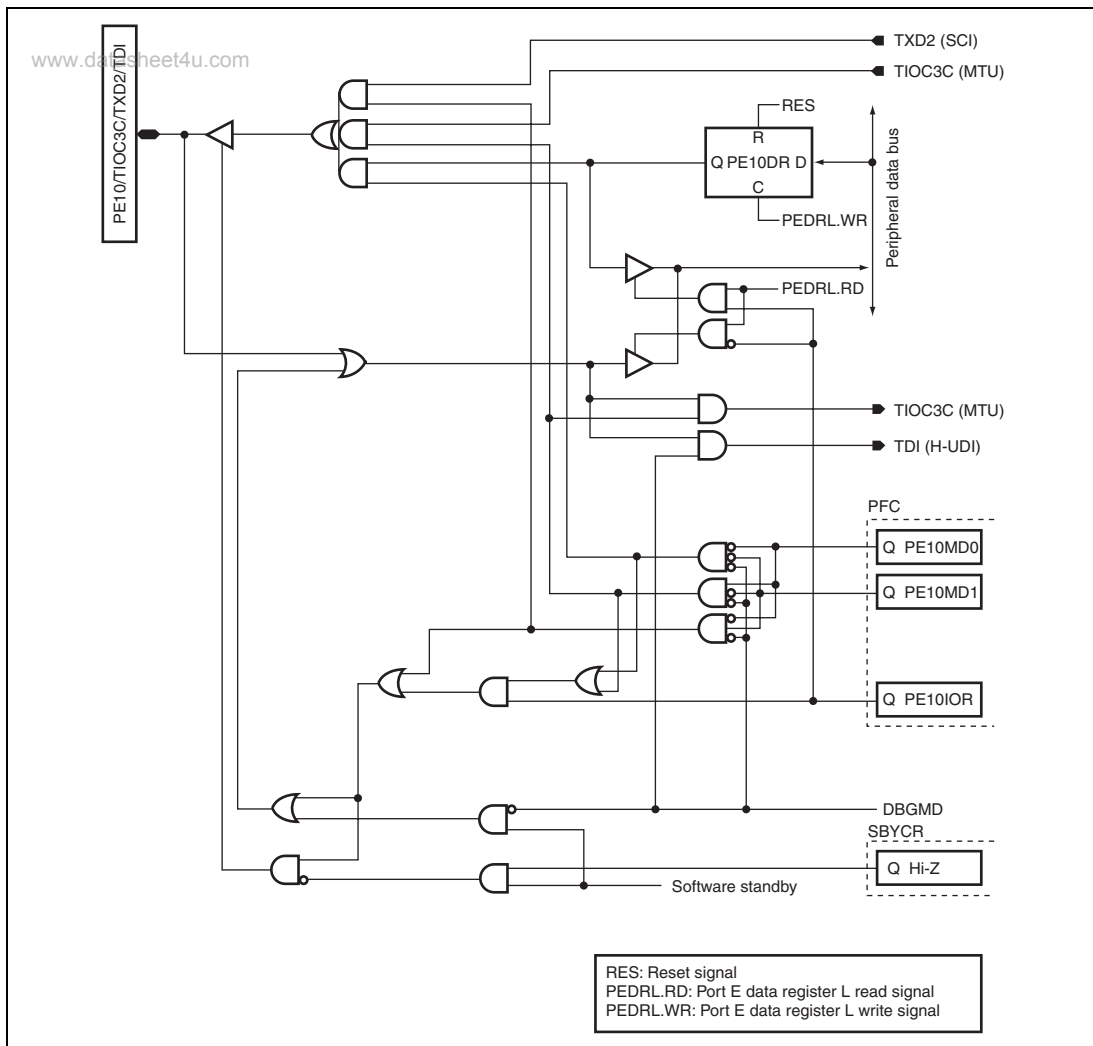 www.datasheet4u.com
PE10/TIOC3C/TXD2/TDI
TXD2 (SCI)
TIOC3C (MTU)
RES
R
Q PE10DR D
C
PEDRL.WR
Peripheral data bus
PEDRL.RD
TIOC3C (MTU)
TDI (H-UDI)
PFC
Q PE10MD0
Q PE10MD1
Q PE10IOR
DBGMD
SBYCR
Q Hi-Z
Software standby
RES: Reset signal
PEDRL.RD: Port E data register L read signal
PEDRL.WR: Port E data register L write signal